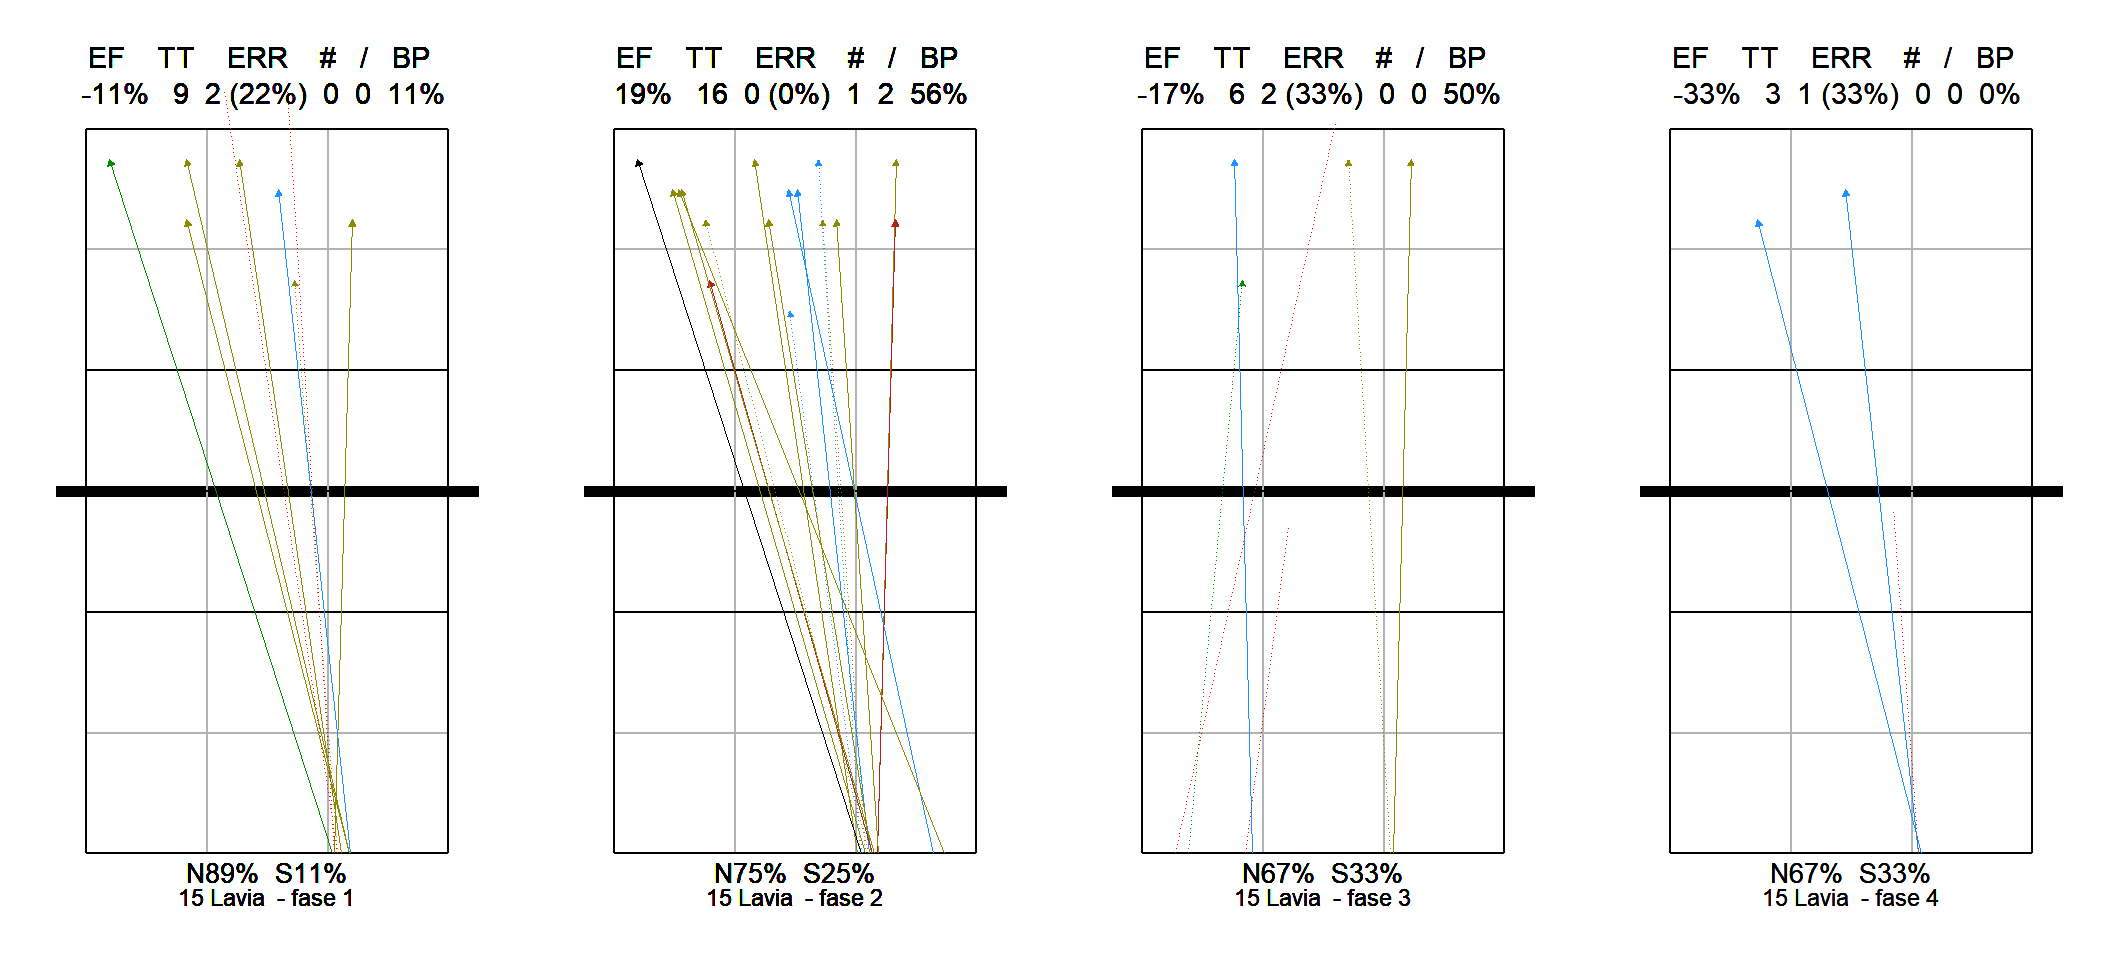 EF TT ERR # / BP
-11% 9 2 (22%) 0 0 11%
N89% S11%
15 Lavia - fase 1
EF TT ERR # / BP
19% 16 0 (0%) 1 2 56%
N75% S25%
15 Lavia - fase 2
EF TT ERR # / BP
-17% 6 2 (33%) 0 0 50%
N67% S33%
15 Lavia - fase 3
EF TT ERR # / BP
-33% 3 1 (33%) 0 0 0%
N67% S33%
15 Lavia - fase 4